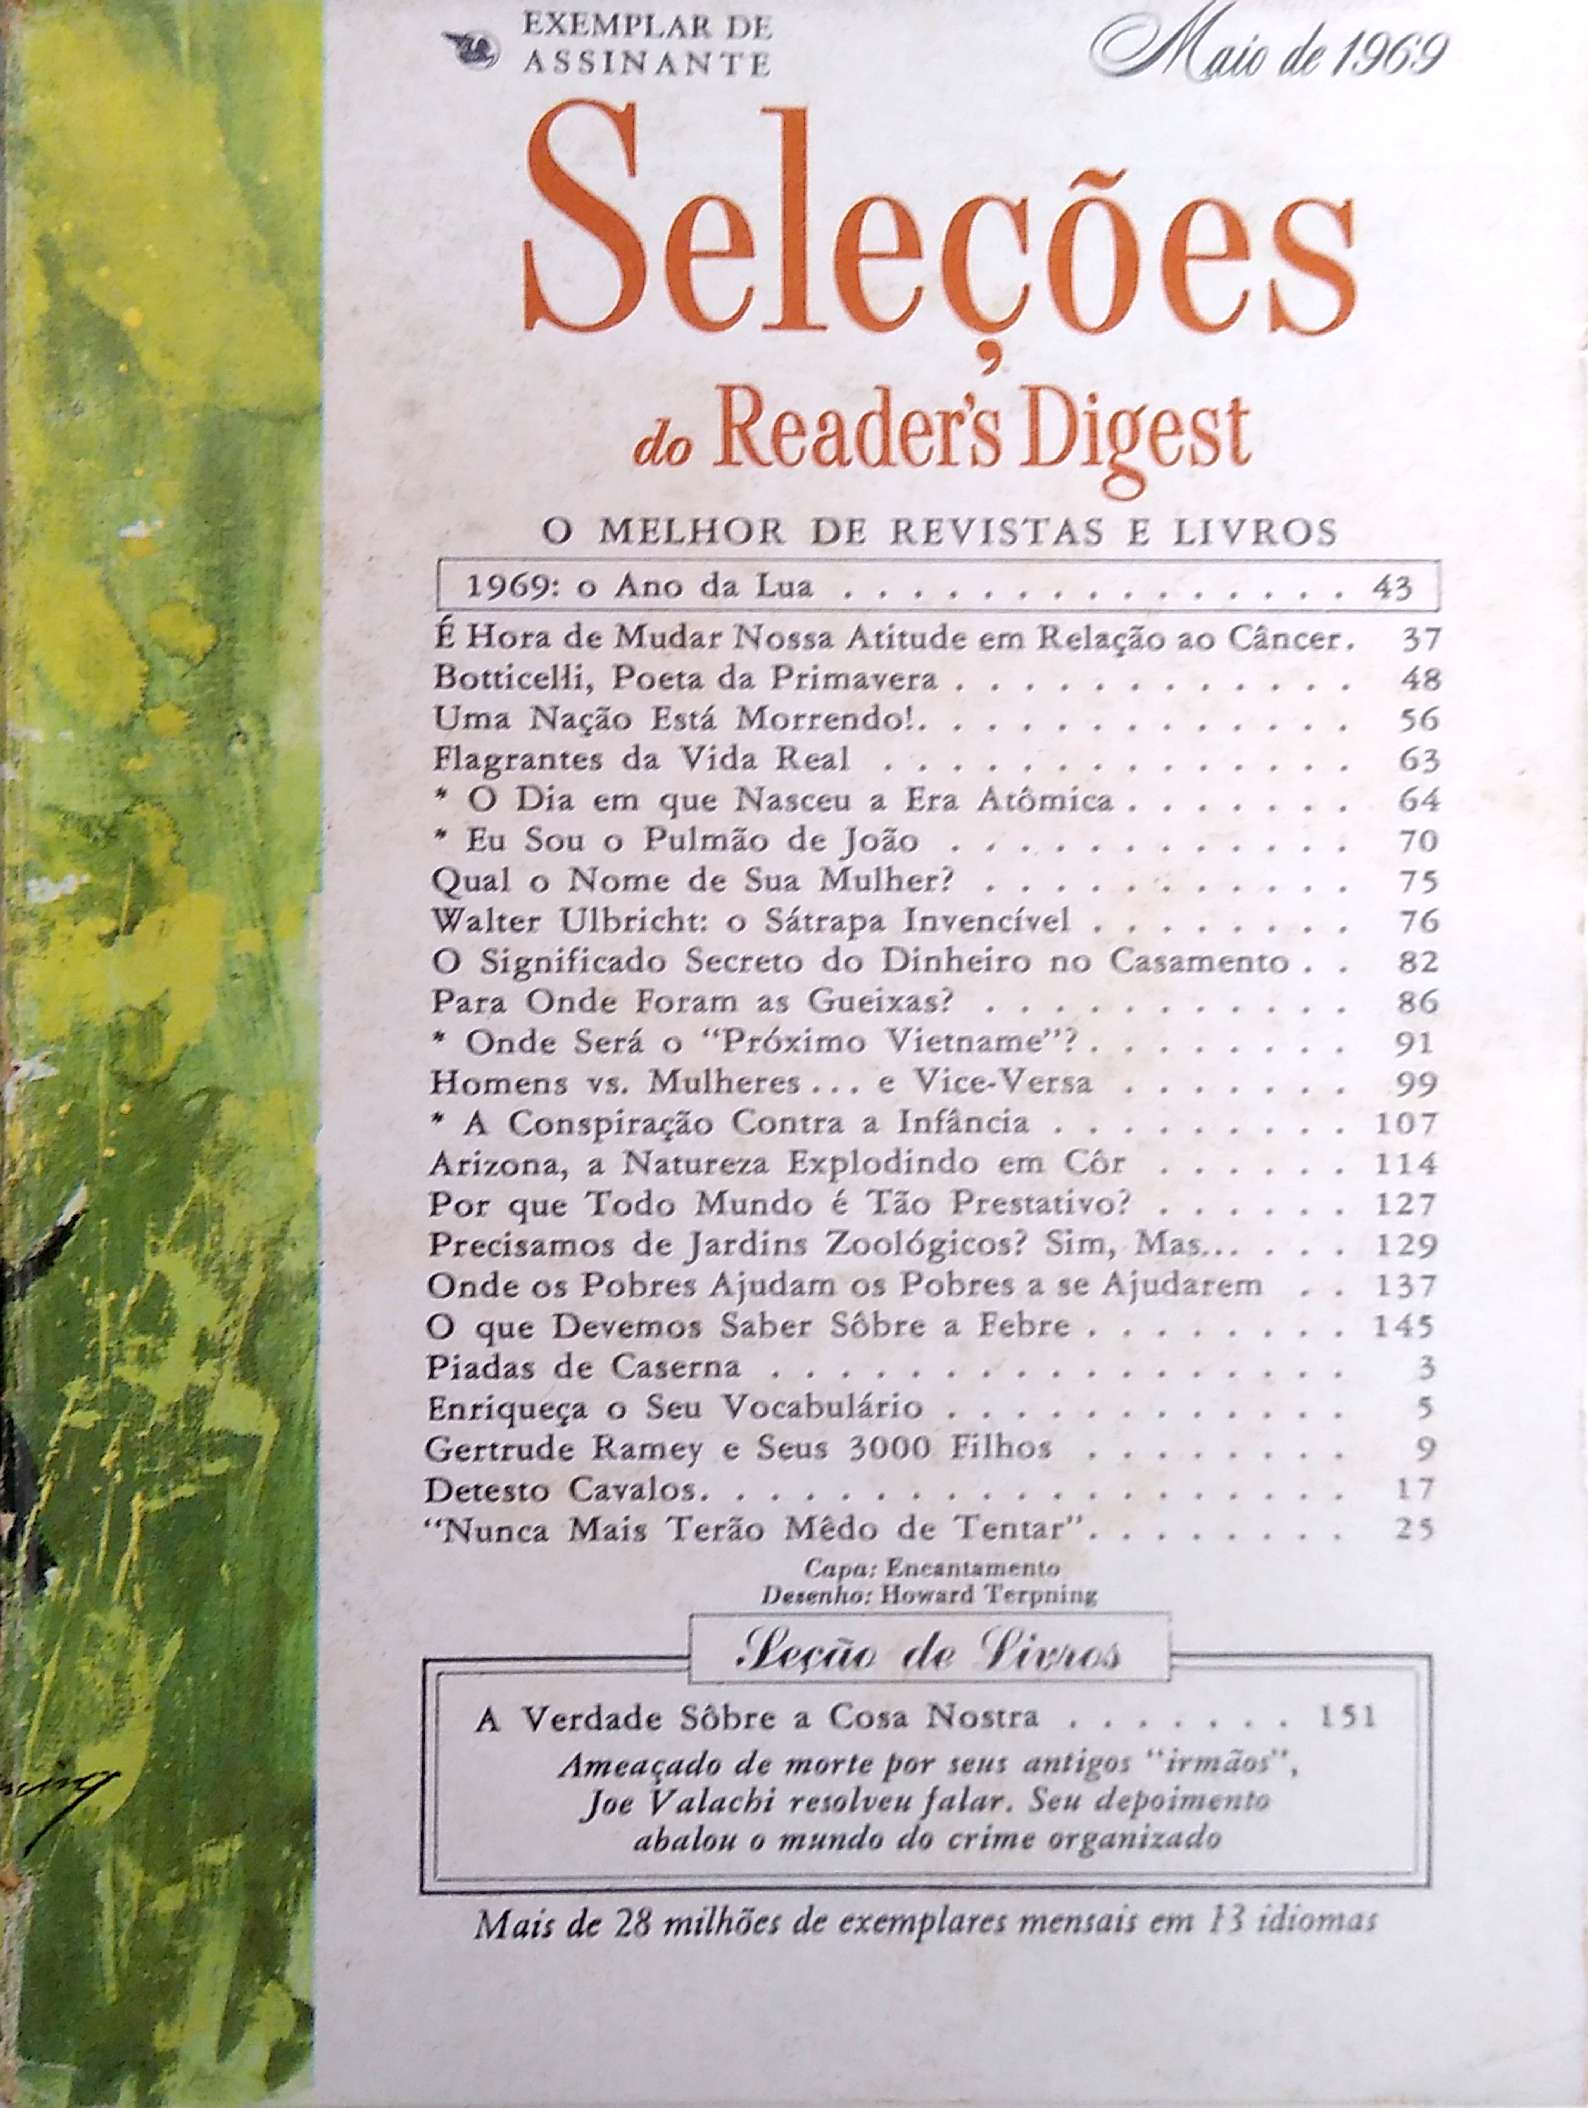 EXEMPLAR DE
ASSINANTE
Maio de 1969
Seleções
do Reader's Digest
O MELHOR DE REVISTAS E LIVROS
1969: o Ano da Lua . . . . . . . . . . . . . . . 43
É Hora de Mudar Nossa Atitude em Relação ao Câncer. 37
Botticelli, Poeta da Primavera . . . . . . . . . . . . 48
Uma Nação Está Morrendo!. . . . . . . . . . . . . 56
Flagrantes da Vida Real . . . . . . . . . . . . . . 63
* O Dia em que Nasceu a Era Atômica . . . . . . . 64
* Eu Sou o Pulmão de João . . . . . . . . . . . . 70
Qual o Nome de Sua Mulher? . . . . . . . . . . . 75
Walter Ulbricht: o Sátrapa Invencível . . . . . . . . 76
O Significado Secreto do Dinheiro no Casamento . . 82
Para Onde Foram as Gueixas? . . . . . . . . . . . 86
* Onde Será o "Próximo Vietname"? . . . . . . . . 91
Homens vs. Mulheres... e Vice-Versa . . . . . . . 99
* A Conspiração Contra a Infância . . . . . . . . . 107
Arizona, a Natureza Explodindo em Côr . . . . . . 114
Por que Todo Mundo é Tão Prestativo? . . . . . . 127
Precisamos de Jardins Zoológicos? Sim, Mas... . . . 129
Onde os Pobres Ajudam os Pobres a se Ajudarem . . 137
O que Devemos Saber Sôbre a Febre . . . . . . . . 145
Piadas de Caserna . . . . . . . . . . . . . . . . . 3
Enriqueça o Seu Vocabulário . . . . . . . . . . . . 5
Gertrude Ramey e Seus 3000 Filhos . . . . . . . . 9
Detesto Cavalos. . . . . . . . . . . . . . . . . . . 17
"Nunca Mais Terão Mêdo de Tentar". . . . . . . . 25
Capa: Encantamento
Desenho: Howard Terpning
Seção de Livros
A Verdade Sôbre a Cosa Nostra . . . . . . . 151
Ameaçado de morte por seus antigos "irmãos",
Joe Valachi resolveu falar. Seu depoimento
abalou o mundo do crime organizado
Mais de 28 milhões de exemplares mensais em 13 idiomas